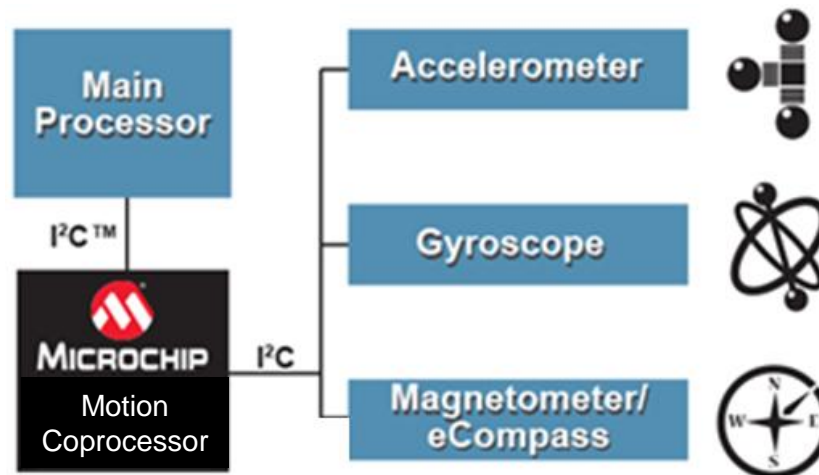 Main
Processor
I²C™
MICROCHIP
Motion
Coprocessor
I²C
Accelerometer
Gyroscope
Magnetometer/
eCompass
N
W
S